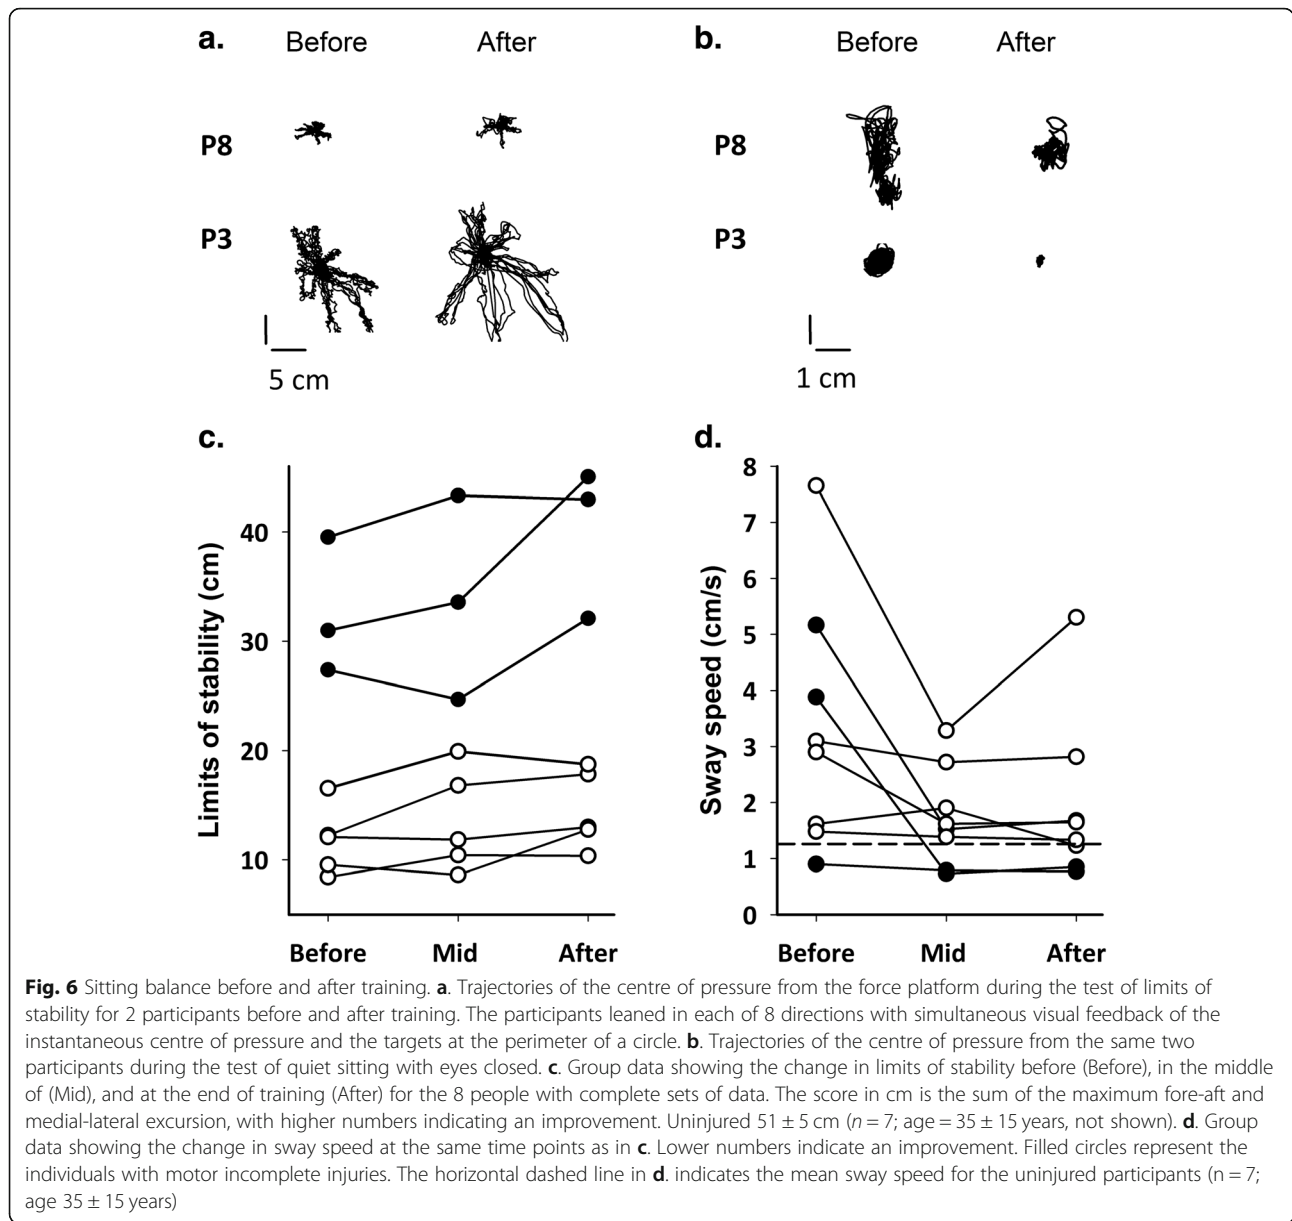 a.
Before
After
P8
P3
5 cm
b.
Before
After
P8
P3
1 cm
c.
Limits of stability (cm)
40
30
20
10
Before
Mid
After
d.
Sway speed (cm/s)
8
7
6
5
4
3
2
1
0
Before
Mid
After
Fig. 6 Sitting balance before and after training. a. Trajectories of the centre of pressure from the force platform during the test of limits of
stability for 2 participants before and after training. The participants leaned in each of 8 directions with simultaneous visual feedback of the
instantaneous centre of pressure and the targets at the perimeter of a circle. b. Trajectories of the centre of pressure from the same two
participants during the test of quiet sitting with eyes closed. c. Group data showing the change in limits of stability before (Before), in the middle
of (Mid), and at the end of training (After) for the 8 people with complete sets of data. The score in cm is the sum of the maximum fore-aft and
medial-lateral excursion, with higher numbers indicating an improvement. Uninjured 51 ± 5 cm (n = 7; age = 35 ± 15 years, not shown). d. Group
data showing the change in sway speed at the same time points as in c. Lower numbers indicate an improvement. Filled circles represent the
individuals with motor incomplete injuries. The horizontal dashed line in d. indicates the mean sway speed for the uninjured participants (n = 7;
age 35 ± 15 years)